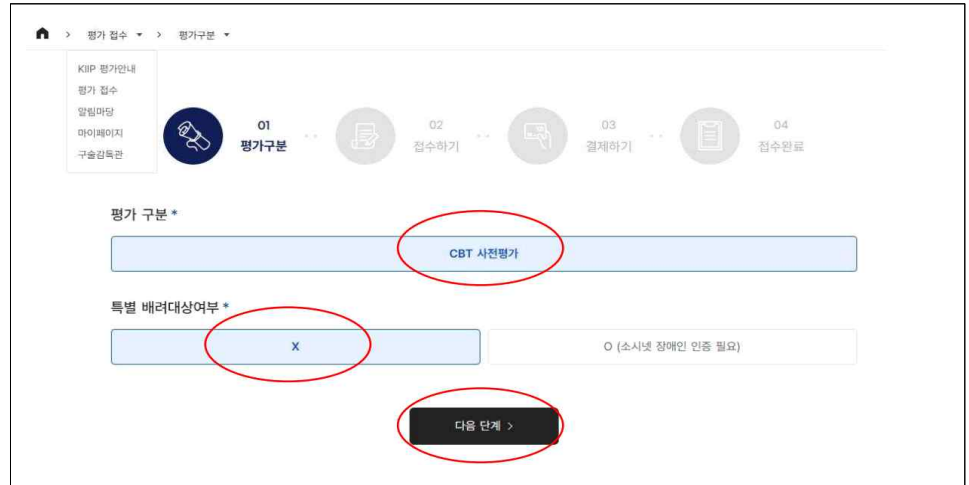 > 평가 접수 ▾ > 평가구분 ▾
KIIP 평가안내
평가 접수
알림마당
마이페이지
구술감독관
01
평가구분
02
접수하기
03
결제하기
04
접수완료
평가 구분 *
CBT 사전평가
특별 배려대상여부 *
X
O (소시넷 장애인 인증 필요)
다음 단계 >